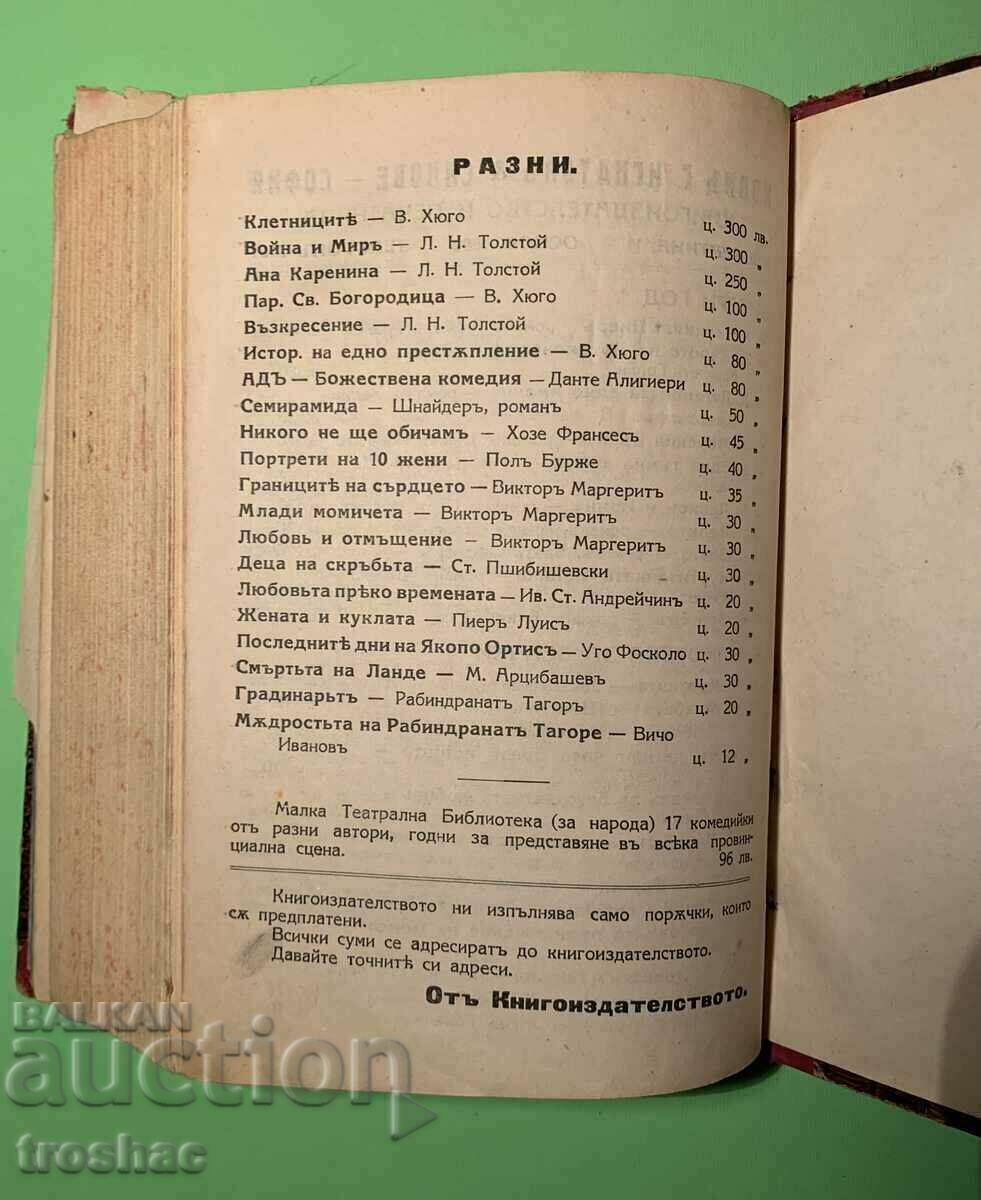 РАЗНИ.
Клетницитѣ — В. Хюго ц. 300 лв.
Война и Миръ — Л. Н. Толстой ц. 300 „
Ана Каренина — Л. Н. Толстой ц. 250 „
Пар. Св. Богородица — В. Хюго ц. 100 „
Възкресение — Л. Н. Толстой ц. 100 „
Истор. на едно престѫпление — В. Хюго ц. 80 „
АДЪ — Божествена комедия — Данте Алигиери ц. 80 „
Семирамида — Шнайдеръ, романъ ц. 50 „
Никого не ще обичамъ — Хозе Франсесъ ц. 45 „
Портрети на 10 жени — Полъ Бурже ц. 40 „
Границитѣ на сърдцето — Викторъ Маргеритъ ц. 35 „
Млади момичета — Викторъ Маргеритъ ц. 30 „
Любовь и отмъщение — Викторъ Маргеритъ ц. 30 „
Деца на скръбьта — Ст. Пшибишевски ц. 30 „
Любовьта прѣко времената — Ив. Ст. Андрейчинъ ц. 20 „
Жената и куклата — Пиеръ Луисъ ц. 20 „
Последнитѣ дни на Якопо Ортисъ — Уго Фосколо ц. 30 „
Смъртьта на Ланде — М. Арцибашевъ ц. 30 „
Градинарьтъ — Рабиндранатъ Тагоръ ц. 20 „
Мѫдростьта на Рабиндранатъ Тагоре — Вичо
Ивановъ ц. 12 „
Малка Театрална Библиотека (за народа) 17 комедийки
отъ разни автори, годни за представяне въ всѣка провин-
циална сцена. 96 лв.
Книгоиздателството ни изпълнява само порѫчки, които
сѫ предплатени.
Всички суми се адресиратъ до книгоиздателството.
Давайте точнитѣ си адреси.
Отъ Книгоиздателството.
BALKAN
auction
troshac